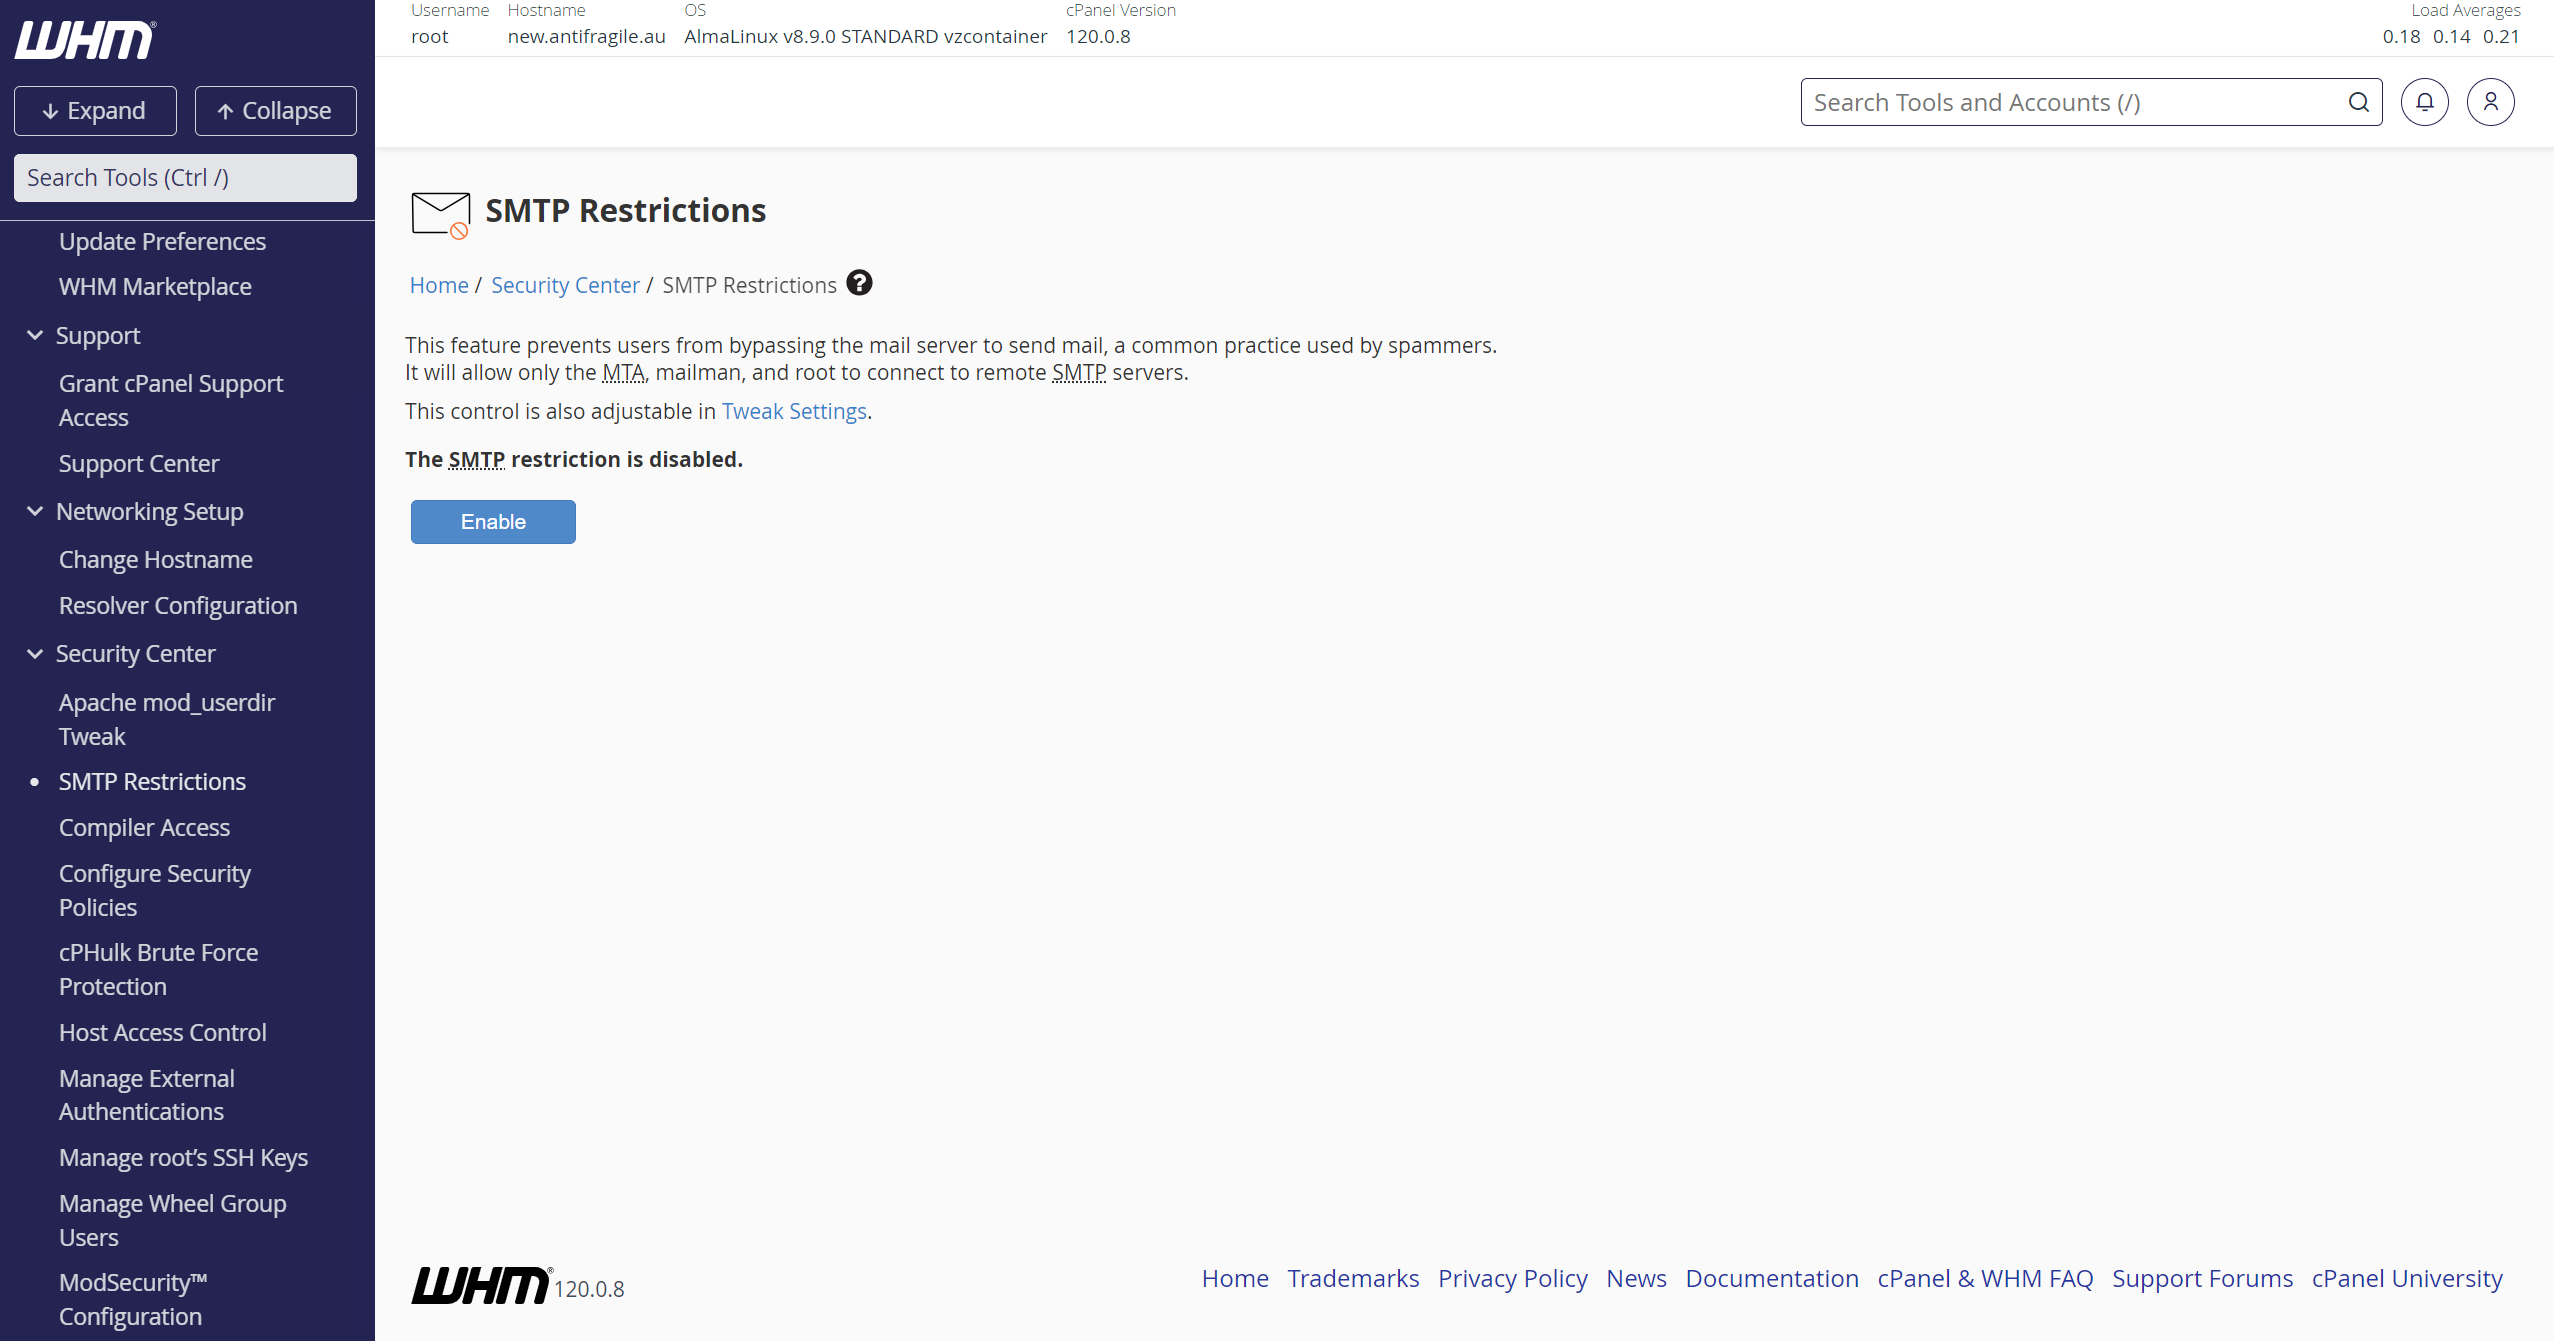 WHM®
Expand
Collapse
Search Tools (Ctrl /)
Update Preferences
WHM Marketplace
Support
Grant cPanel Support
Access
Support Center
Networking Setup
Change Hostname
Resolver Configuration
Security Center
Apache mod_userdir
Tweak
SMTP Restrictions
Compiler Access
Configure Security
Policies
cPHulk Brute Force
Protection
Host Access Control
Manage External
Authentications
Manage root’s SSH Keys
Manage Wheel Group
Users
ModSecurity™
Configuration
Username Hostname OS cPanel Version Load Averages
root new.antifragile.au AlmaLinux v8.9.0 STANDARD vzcontainer 120.0.8 0.18 0.14 0.21
Search Tools and Accounts (/)
SMTP Restrictions
Home / Security Center / SMTP Restrictions ?
This feature prevents users from bypassing the mail server to send mail, a common practice used by spammers.
It will allow only the MTA, mailman, and root to connect to remote SMTP servers.
This control is also adjustable in Tweak Settings.
The SMTP restriction is disabled.
Enable
WHM® 120.0.8
Home Trademarks Privacy Policy News Documentation cPanel & WHM FAQ Support Forums cPanel University